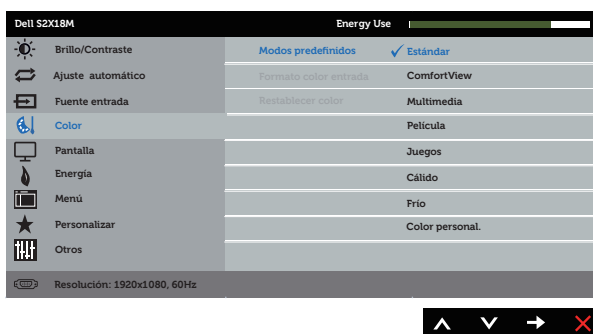 Dell S2X18M Energy Use
Brillo/Contraste Modos predefinidos Estándar
Ajuste automático Formato color entrada ComfortView
Fuente entrada Restablecer color Multimedia
Color Película
Pantalla Juegos
Energía Cálido
Menú Frío
Personalizar Color personal.
Otros
Resolución: 1920x1080, 60Hz